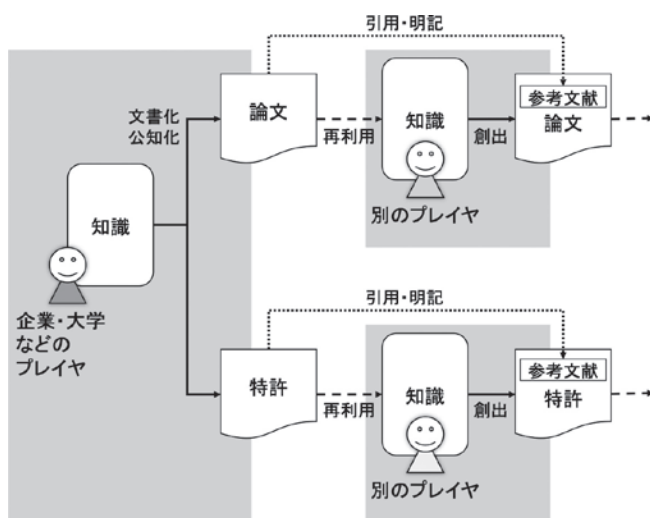 引用・明記
文書化
公知化
論文
再利用
知識
創出
参考文献
論文
別のプレイヤ
知識
企業・大学
などの
プレイヤ
引用・明記
特許
再利用
知識
創出
参考文献
特許
別のプレイヤ